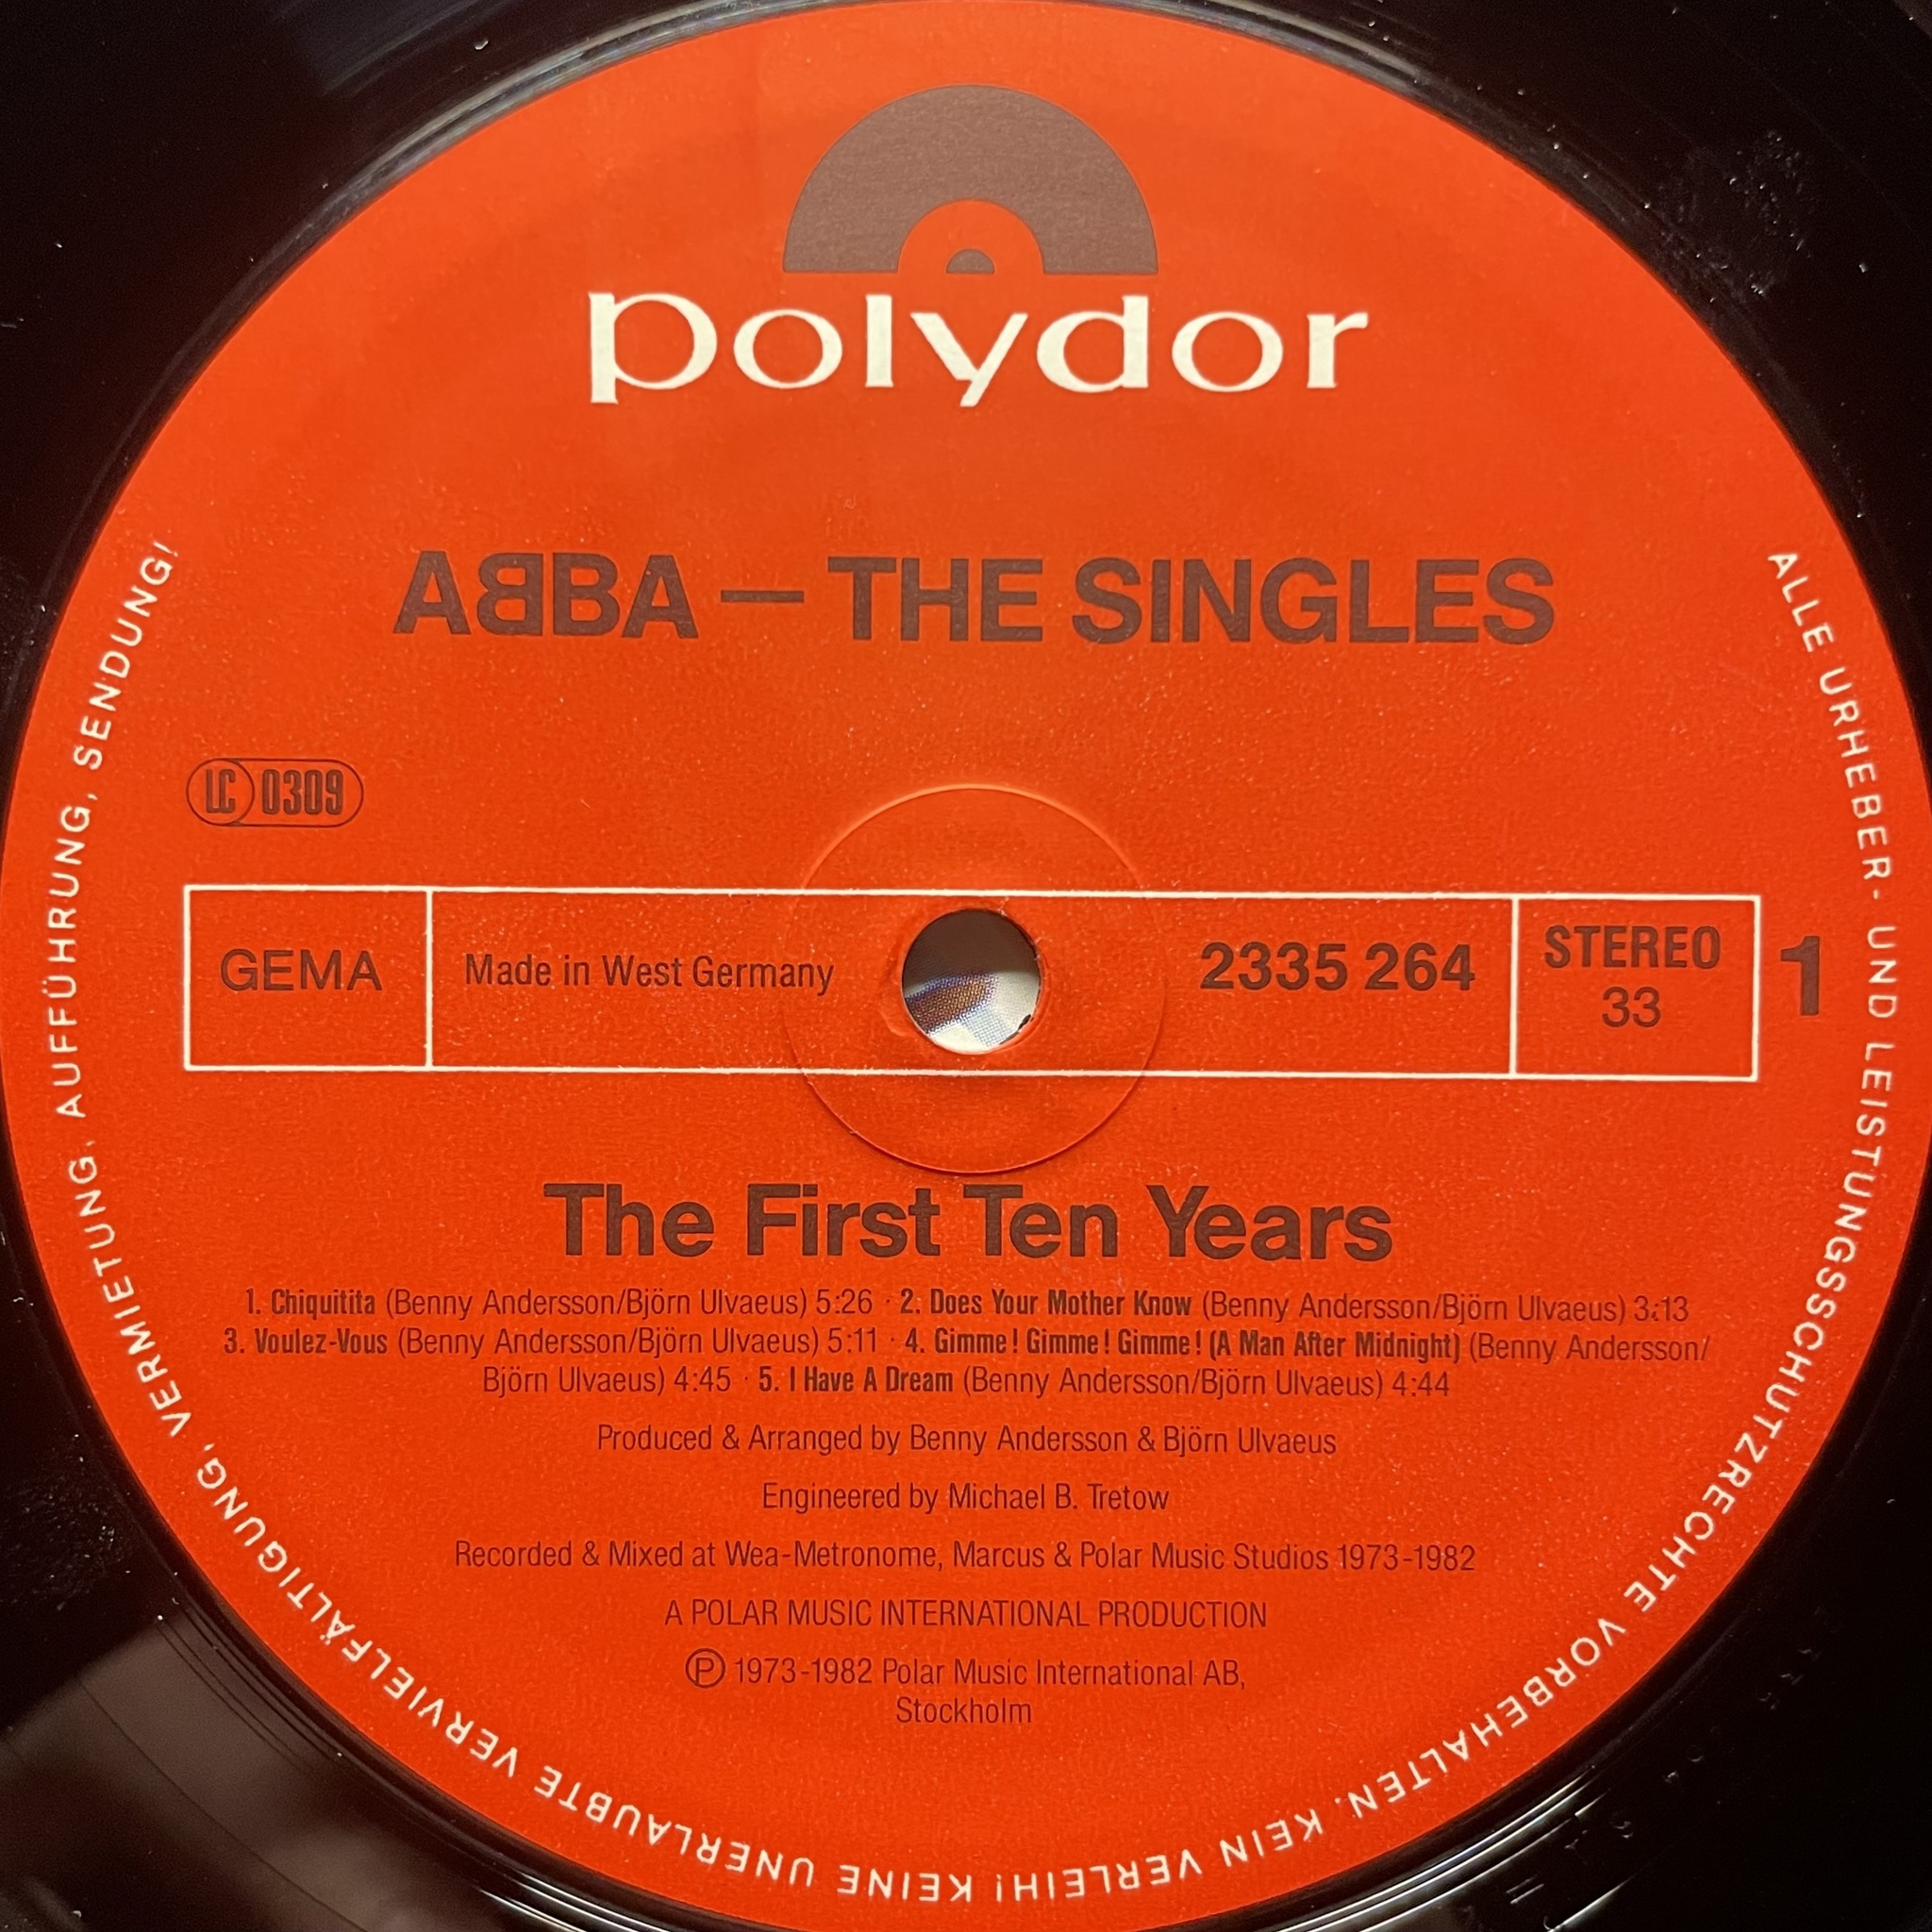 polydor
ABBA — THE SINGLES
LC 0309
GEMA
Made in West Germany
2335 264
STEREO
33
1
The First Ten Years
1. Chiquitita (Benny Andersson/Björn Ulvaeus) 5:26 · 2. Does Your Mother Know (Benny Andersson/Björn Ulvaeus) 3:13
3. Voulez-Vous (Benny Andersson/Björn Ulvaeus) 5:11 · 4. Gimme! Gimme! Gimme! (A Man After Midnight) (Benny Andersson/
Björn Ulvaeus) 4:45 · 5. I Have A Dream (Benny Andersson/Björn Ulvaeus) 4:44
Produced & Arranged by Benny Andersson & Björn Ulvaeus
Engineered by Michael B. Tretow
Recorded & Mixed at Wea-Metronome, Marcus & Polar Music Studios 1973-1982
A POLAR MUSIC INTERNATIONAL PRODUCTION
Ⓟ 1973-1982 Polar Music International AB,
Stockholm
ALLE URHEBER- UND LEISTUNGSSCHUTZRECHTE VORBEHALTEN. KEIN VERLEIH! KEINE UNERLAUBTE VERVIELFÄLTIGUNG, VERMIETUNG, AUFFÜHRUNG, SENDUNG!